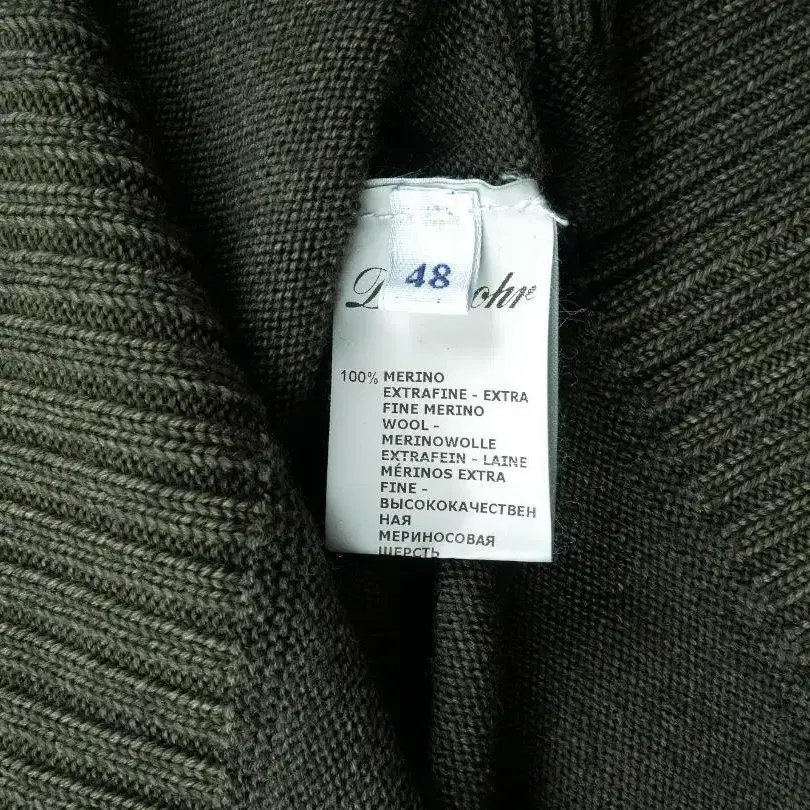 48
100% MERINO
EXTRAFINE - EXTRA
FINE MERINO
WOOL -
MERINOWOLLE
EXTRAFEIN - LAINE
MÉRINOS EXTRA
FINE -
ВЫСОКОКАЧЕСТВЕН
НАЯ
МЕРИНОСОВАЯ
ШЕРСТЬ